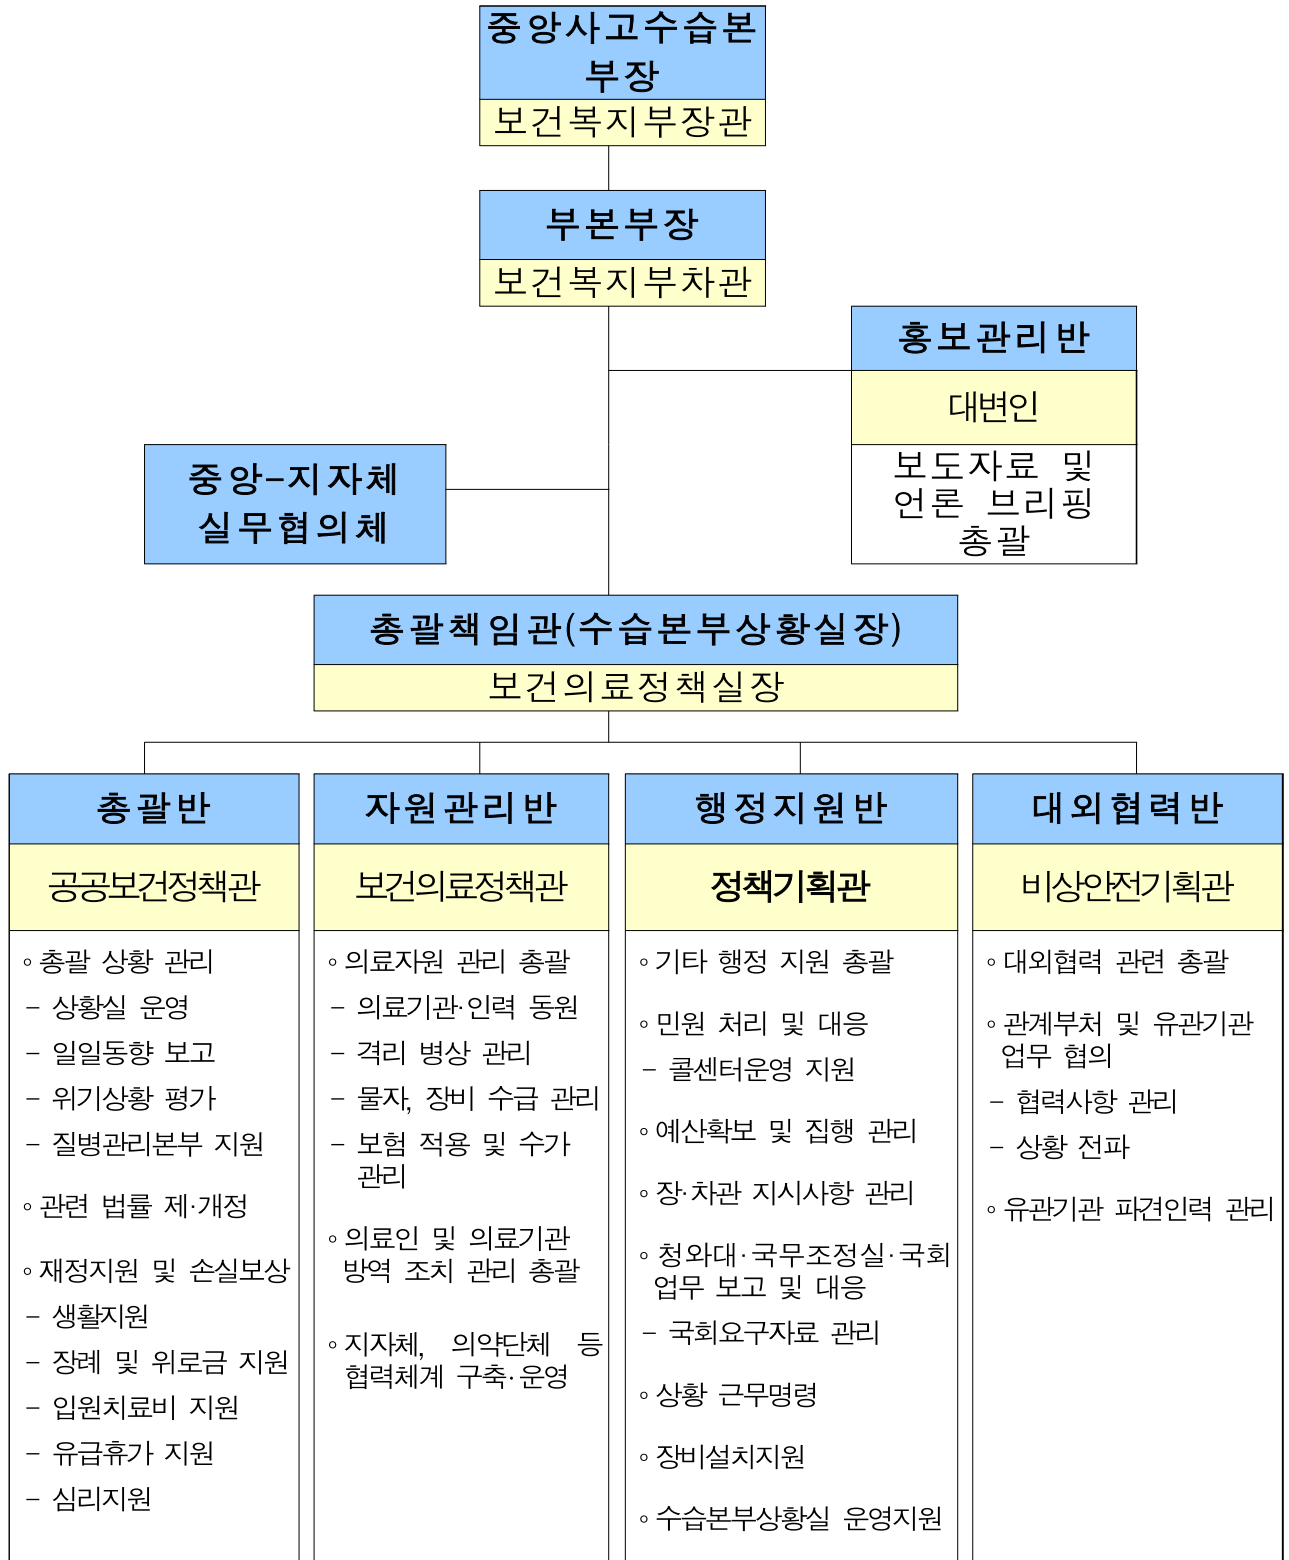 중앙사고수습본
부장
보건복지부장관
부본부장
보건복지부차관
홍보관리반
대변인
보도자료 및
언론 브리핑
총괄
중앙-지자체
실무협의체
총괄책임관(수습본부상황실장)
보건의료정책실장
총괄반
공공보건정책관
◦총괄 상황 관리
- 상황실 운영
- 일일동향 보고
- 위기상황 평가
- 질병관리본부 지원
◦관련 법률 제·개정
◦재정지원 및 손실보상
- 생활지원
- 장례 및 위로금 지원
- 입원치료비 지원
- 유급휴가 지원
- 심리지원
자원관리반
보건의료정책관
◦의료자원 관리 총괄
- 의료기관·인력 동원
- 격리 병상 관리
- 물자, 장비 수급 관리
- 보험 적용 및 수가
관리
◦의료인 및 의료기관
방역 조치 관리 총괄
◦지자체, 의약단체 등
협력체계 구축·운영
행정지원반
정책기획관
◦기타 행정 지원 총괄
◦민원 처리 및 대응
- 콜센터운영 지원
◦예산확보 및 집행 관리
◦장·차관 지시사항 관리
◦청와대·국무조정실·국회
업무 보고 및 대응
- 국회요구자료 관리
◦상황 근무명령
◦장비설치지원
◦수습본부상황실 운영지원
대외협력반
비상안전기획관
◦대외협력 관련 총괄
◦관계부처 및 유관기관
업무 협의
- 협력사항 관리
- 상황 전파
◦유관기관 파견인력 관리